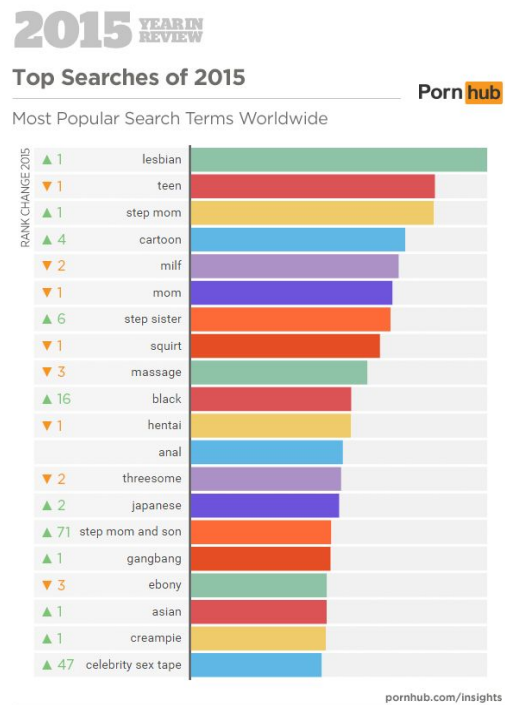 2015 YEAR IN
REVIEW
Top Searches of 2015
Porn hub
Most Popular Search Terms Worldwide
RANK CHANGE 2015
▲ 1 lesbian
▼ 1 teen
▲ 1 step mom
▲ 4 cartoon
▼ 2 milf
▼ 1 mom
▲ 6 step sister
▼ 1 squirt
▼ 3 massage
▲ 16 black
▼ 1 hentai
anal
▼ 2 threesome
▲ 2 japanese
▲ 71 step mom and son
▲ 1 gangbang
▼ 3 ebony
▲ 1 asian
▲ 1 creampie
▲ 47 celebrity sex tape
pornhub.com/insights